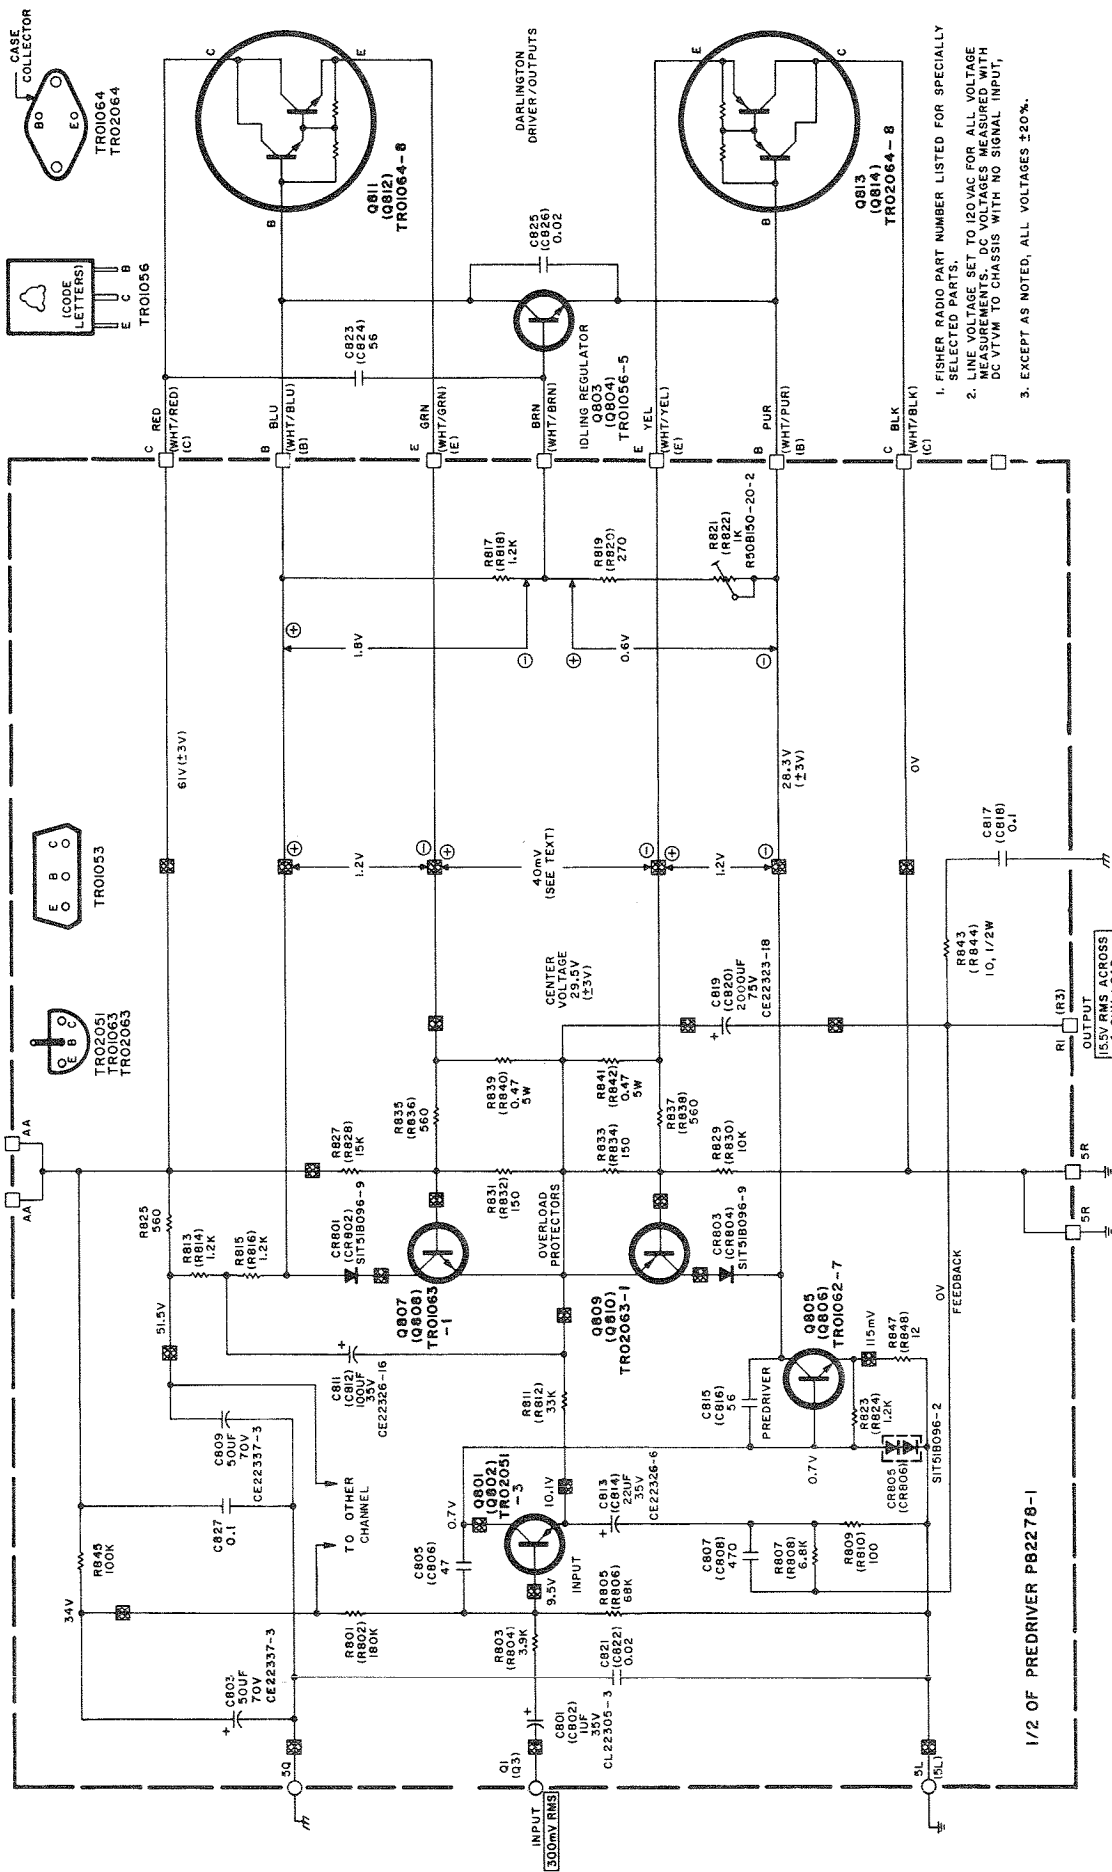 CASE
COLLECTOR
BO
EO
TR01064
TR02064
(CODE
LETTERS)
E
C
B
TR01056
E B C
TR01053
E B C
TR02051
TR01063
TR02063
DARLINGTON
DRIVER/OUTPUTS
C
E
B
Q811
(Q812)
TR01064-8
E
C
B
Q813
(Q814)
TR02064-8
C825
(C826)
0.02
C823
(C824)
56
IDLING REGULATOR
Q803
(Q804)
TR01056-5
1. FISHER RADIO PART NUMBER LISTED FOR SPECIALLY
SELECTED PARTS.
2. LINE VOLTAGE SET TO 120 VAC FOR ALL VOLTAGE
MEASUREMENTS. DC VOLTAGES MEASURED WITH
DC VTVM TO CHASSIS WITH NO SIGNAL INPUT,
3. EXCEPT AS NOTED, ALL VOLTAGES ±20%.
C
RED
(WHT/RED)
(C)
B
BLU
(WHT/BLU)
(B)
E
GRN
(WHT/GRN)
(E)
BRN
(WHT/BRN)
E
YEL
(WHT/YEL)
(E)
B
PUR
(WHT/PUR)
(B)
C
BLK
(WHT/BLK)
(C)
R817
(R818)
1.2K
R819
(R820)
270
R821
(R822)
1K
R50B150-20-2
+
1.8V
−
+
0.6V
−
61V(±3V)
28.3V
(±3V)
0V
+
1.2V
−
+
40mV
(SEE TEXT)
−
+
1.2V
−
C817
(C818)
0.1
R843
(R844)
10, 1/2W
CENTER
VOLTAGE
29.5V
(±3V)
+
C819
(C820)
2000UF
75V
CE22323-18
R1
(R3)
OUTPUT
15.5V RMS ACROSS
R839
(R840)
0.47
5W
R841
(R842)
0.47
5W
R835
(R836)
560
R837
(R838)
560
AA
AA
R827
(R828)
15K
R831
(R832)
150
R833
(R834)
150
R829
(R830)
10K
5R
5R
R825
560
R813
(R814)
1.2K
R815
(R816)
1.2K
CR801
(CR802)
SIT51B096-9
OVERLOAD
PROTECTORS
CR803
(CR804)
SIT51B096-9
Q807
(Q808)
TR01063
-1
Q809
(Q810)
TR02063-1
Q805
(Q806)
TR01062-7
51.5V
+
C811
(C812)
100UF
35V
CE22326-16
R811
(R812)
33K
C815
(C816)
56
PREDRIVER
115mV
R847
(R848)
12
R823
(R824)
1.2K
0V
FEEDBACK
C809
50UF
70V
CE22337-3
0.7V
CR805
(CR806)
SIT51B096-2
C827
0.1
TO OTHER
CHANNEL
0.7V
Q801
(Q802)
TR02051
-3
10.1V
+
C813
(C814)
22UF
35V
CE22326-6
R845
100K
C805
(C806)
47
INPUT
C807
(C808)
470
R807
(R808)
6.8K
R809
(R810)
100
34V
R801
(R802)
180K
9.5V
R805
(R806)
68K
R803
(R804)
3.9K
C821
(C822)
0.02
+
C803
50UF
70V
CE22337-3
+
C801
(C802)
1UF
35V
CL22305-3
5Q
Q1
(Q3)
5L
(5L)
INPUT
300mV RMS
1/2 OF PREDRIVER PB2278-1